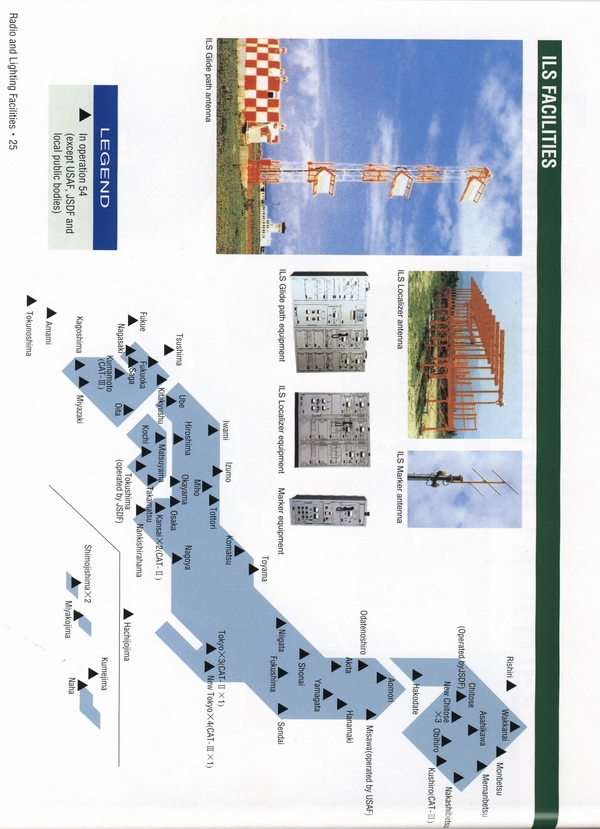 ILS FACILITIES
ILS Glide path antenna
ILS Localizer antenna
ILS Marker antenna
ILS Glide path equipment
ILS Localizer equipment
Marker equipment
LEGEND
▲ In operation 54
(except USAF, JSDF and
local public bodies)
Rishiri
Wakkanai
Monbetsu
Asahikawa
Memanbetsu
(Operated by JSDF)
Chitose
New Chitose
×3
Obihiro
Nakashibetsu
Kushiro(CAT-Ⅲ)
Hakodate
Odatenoshiro
Aomori
Misawa(operated by USAF)
Akita
Hanamaki
Shonai
Yamagata
Sendai
Niigata
Fukushima
Toyama
Komatsu
Tokyo×3(CAT-Ⅱ×1)
New Tokyo×4(CAT-Ⅲ×1)
Nagoya
Tottori
Izumo
Miho
Iwami
Okayama
Osaka
Hiroshima
Kansai×2(CAT-Ⅱ)
Ube
Matsuyama
Takamatsu
Nankishirahama
Kochi
Tokushima
(operated by JSDF)
Tsushima
Kitakyushu
Fukuoka
Fukue
Saga
Nagasaki
Oita
Kumamoto
(CAT-Ⅲ)
Kagoshima
Miyazaki
Amami
Tokunoshima
Hachijojima
Shimojishima×2
Miyakojima
Kumejima
Naha
Radio and Lighting Facilities • 25